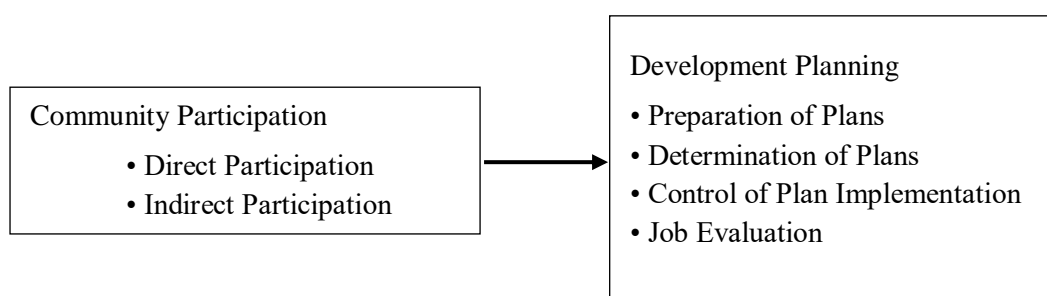 Community Participation
• Direct Participation
• Indirect Participation
Development Planning
• Preparation of Plans
• Determination of Plans
• Control of Plan Implementation
• Job Evaluation